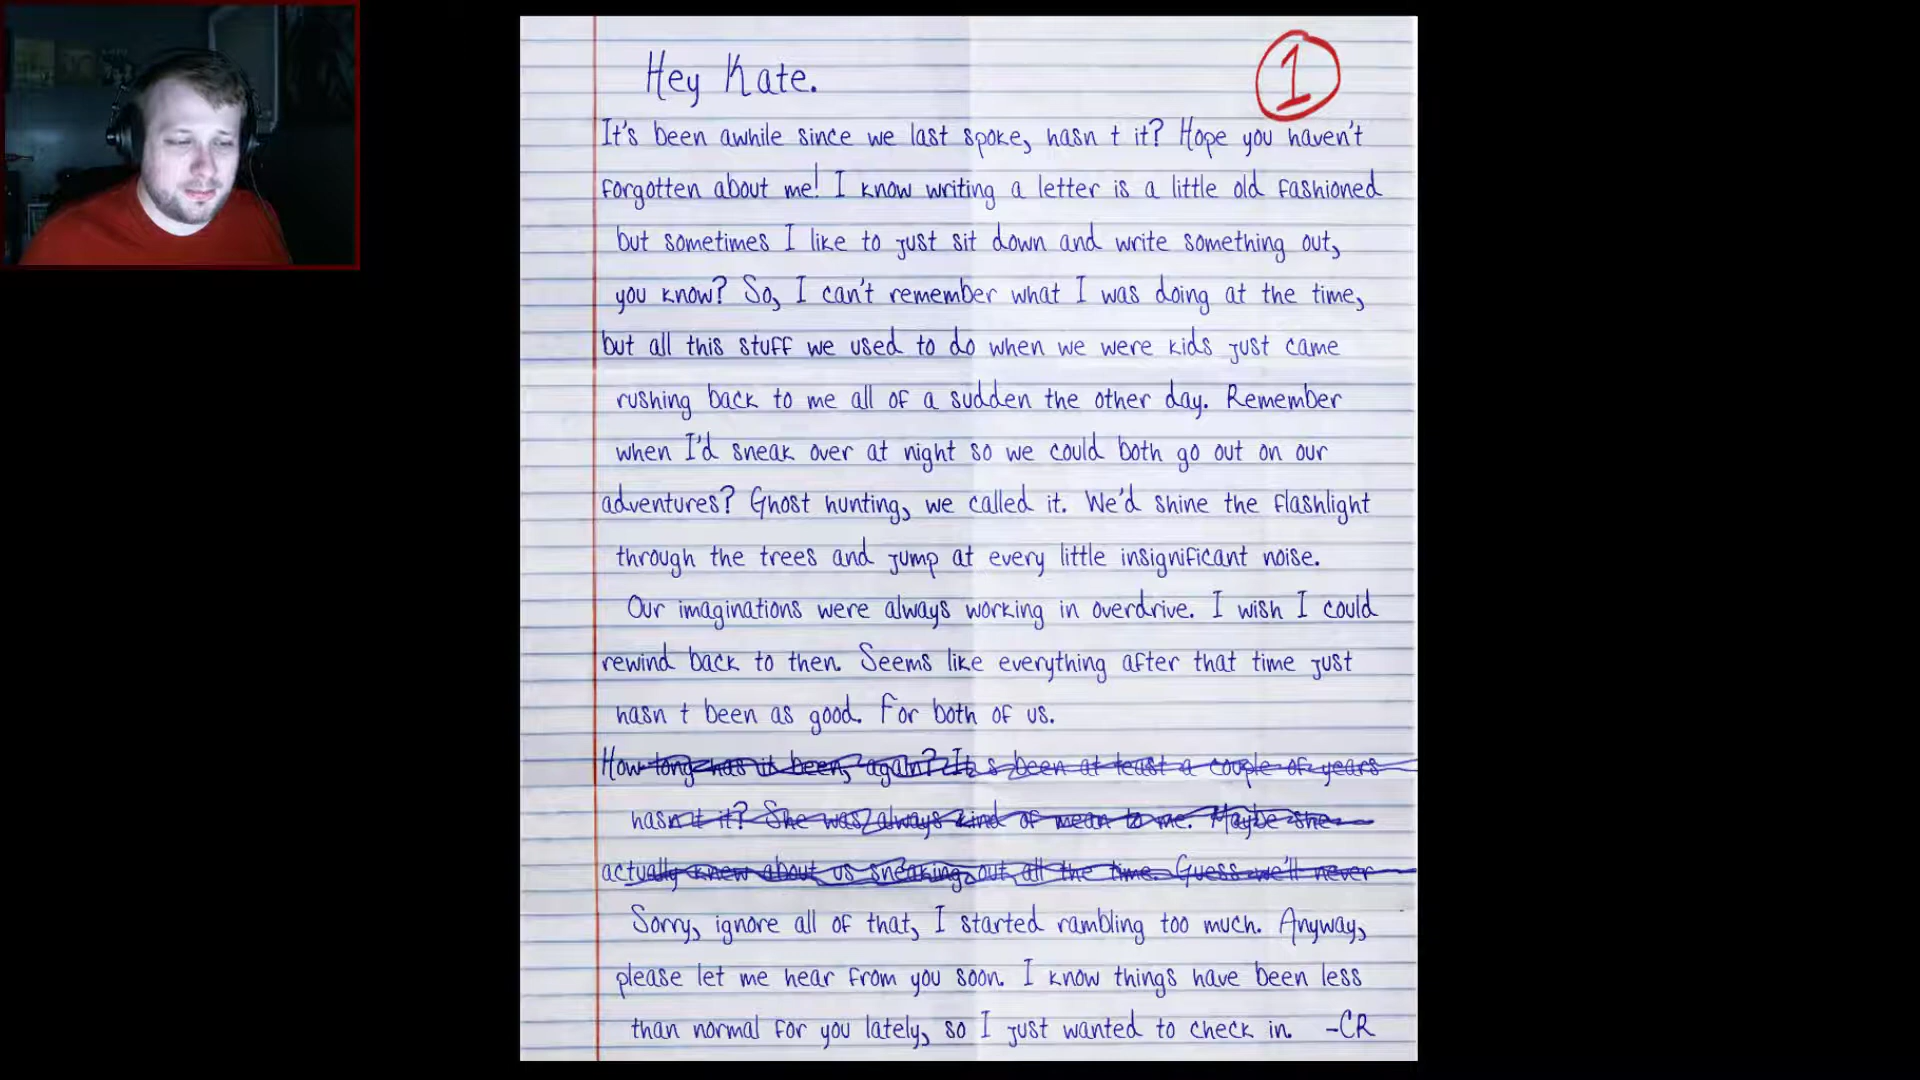 Hey Kate.
1
It's been awhile since we last spoke, hasn t it? Hope you haven't
forgotten about me! I know writing a letter is a little old fashioned
but sometimes I like to just sit down and write something out,
you know? So, I can't remember what I was doing at the time,
but all this stuff we used to do when we were kids just came
rushing back to me all of a sudden the other day. Remember
when I'd sneak over at night so we could both go out on our
adventures? Ghost hunting, we called it. We'd shine the flashlight
through the trees and jump at every little insignificant noise.
Our imaginations were always working in overdrive. I wish I could
rewind back to then. Seems like everything after that time just
hasn t been as good. For both of us.
How long has it been, again? It s been at least a couple of years
hasn t it? She was always kind of mean to me. Maybe she
actually knew about us sneaking out all the time. Guess we'll never
Sorry, ignore all of that, I started rambling too much. Anyway,
please let me hear from you soon. I know things have been less
than normal for you lately, so I just wanted to check in. -CR